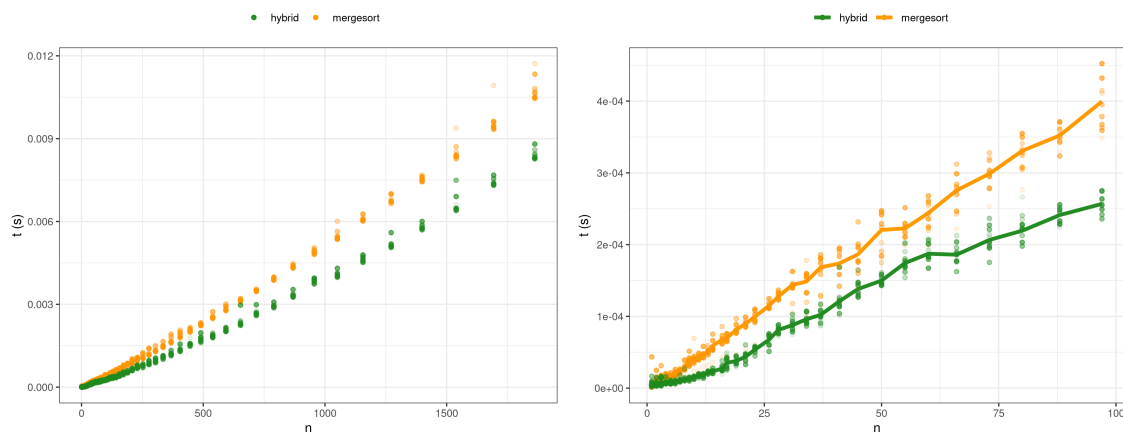 hybrid mergesort
0.012
0.009
0.006
0.003
0.000
t (s)
0 500 1000 1500
n
hybrid mergesort
4e-04
3e-04
2e-04
1e-04
0e+00
t (s)
0 25 50 75 100
n